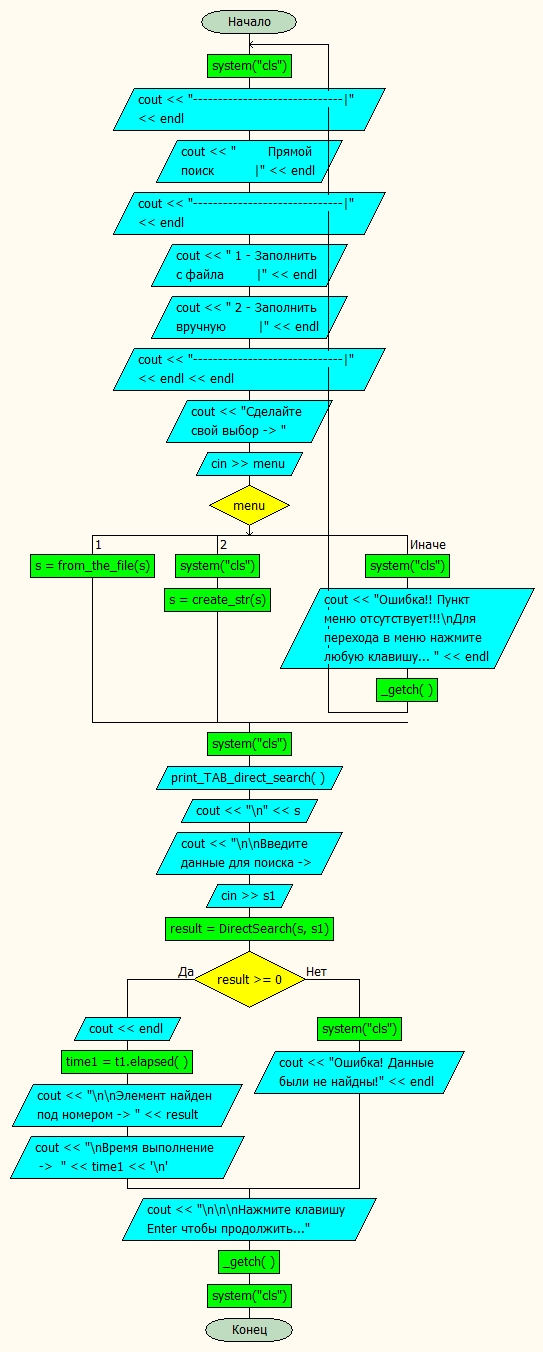 Начало
system("cls")
cout << "------------------------------|"
<< endl
cout << "          Прямой
поиск            |" << endl
cout << "------------------------------|"
<< endl
cout << " 1 - Заполнить
с файла          |" << endl
cout << " 2 - Заполнить
вручную          |" << endl
cout << "------------------------------|"
<< endl << endl
cout << "Сделайте
свой выбор -> "
cin >> menu
menu
1
2
Иначе
s = from_the_file(s)
system("cls")
system("cls")
s = create_str(s)
cout << "Ошибка!! Пункт
меню отсутствует!!!\nДля
перехода в меню нажмите
любую клавишу... " << endl
_getch( )
system("cls")
print_TAB_direct_search( )
cout << "\n" << s
cout << "\n\nВведите
данные для поиска ->
cin >> s1
result = DirectSearch(s, s1)
Да
result >= 0
Нет
cout << endl
system("cls")
time1 = t1.elapsed( )
cout << "Ошибка! Данные
были не найдны!" << endl
cout << "\n\nЭлемент найден
под номером -> " << result
cout << "\nВремя выполнение
->  " << time1 << '\n'
cout << "\n\n\nНажмите клавишу
Enter чтобы продолжить..."
_getch( )
system("cls")
Конец